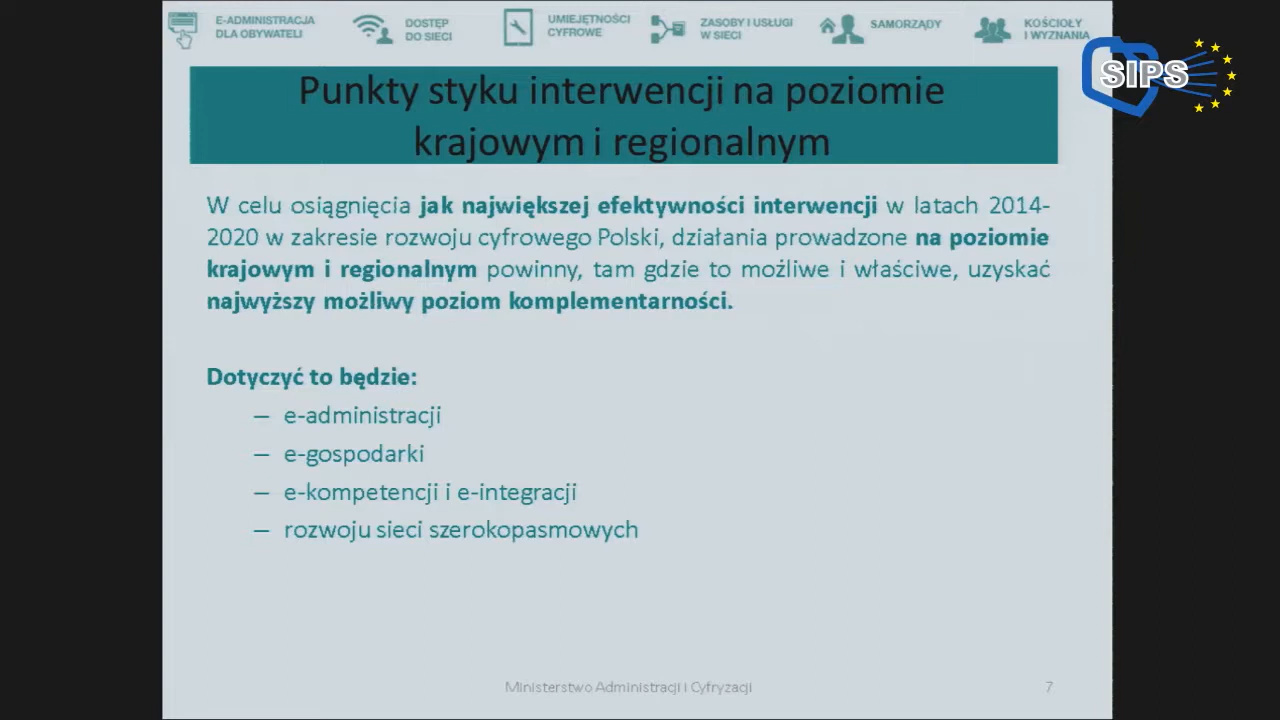 E-ADMINISTRACJA
DLA OBYWATELI
DOSTĘP
DO SIECI
UMIEJĘTNOŚCI
CYFROWE
ZASOBY I USŁUGI
W SIECI
SAMORZĄDY
KOŚCIOŁY
I WYZNANIA
SIPS
Punkty styku interwencji na poziomie
krajowym i regionalnym
W celu osiągnięcia jak największej efektywności interwencji w latach 2014-
2020 w zakresie rozwoju cyfrowego Polski, działania prowadzone na poziomie
krajowym i regionalnym powinny, tam gdzie to możliwe i właściwe, uzyskać
najwyższy możliwy poziom komplementarności.
Dotyczyć to będzie:
– e-administracji
– e-gospodarki
– e-kompetencji i e-integracji
– rozwoju sieci szerokopasmowych
Ministerstwo Administracji i Cyfryzacji
7